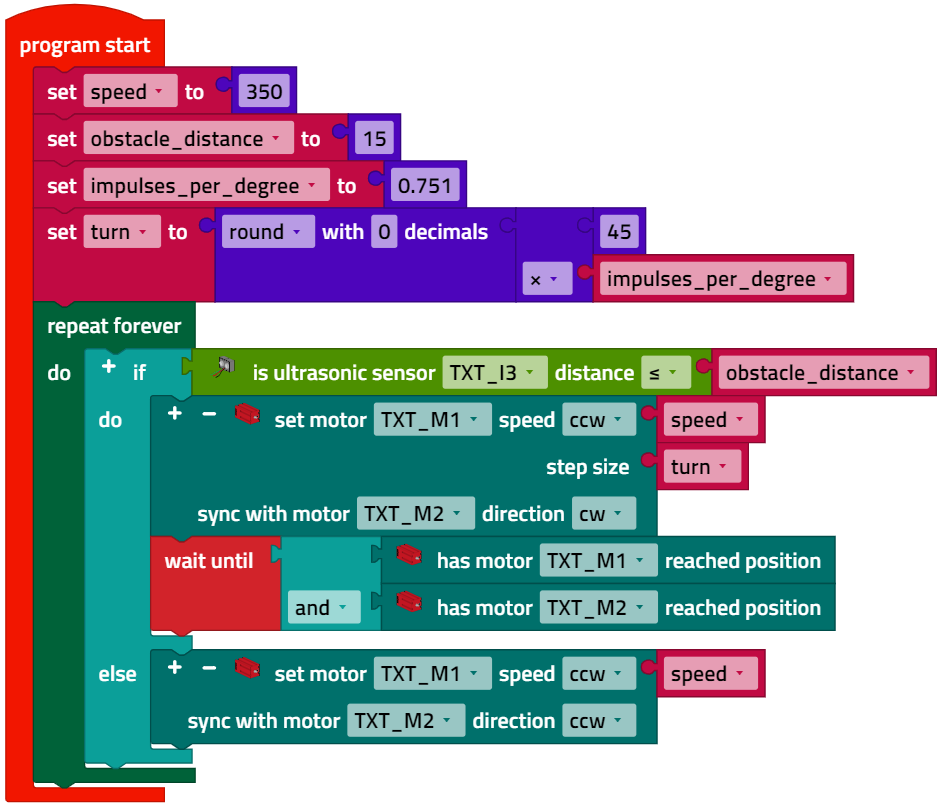 program start
set speed to 350
set obstacle_distance to 15
set impulses_per_degree to 0.751
set turn to round with 0 decimals 45
× impulses_per_degree
repeat forever
do + if is ultrasonic sensor TXT_I3 distance ≤ obstacle_distance
do + − set motor TXT_M1 speed ccw speed
step size turn
sync with motor TXT_M2 direction cw
wait until has motor TXT_M1 reached position
and has motor TXT_M2 reached position
else + − set motor TXT_M1 speed ccw speed
sync with motor TXT_M2 direction ccw